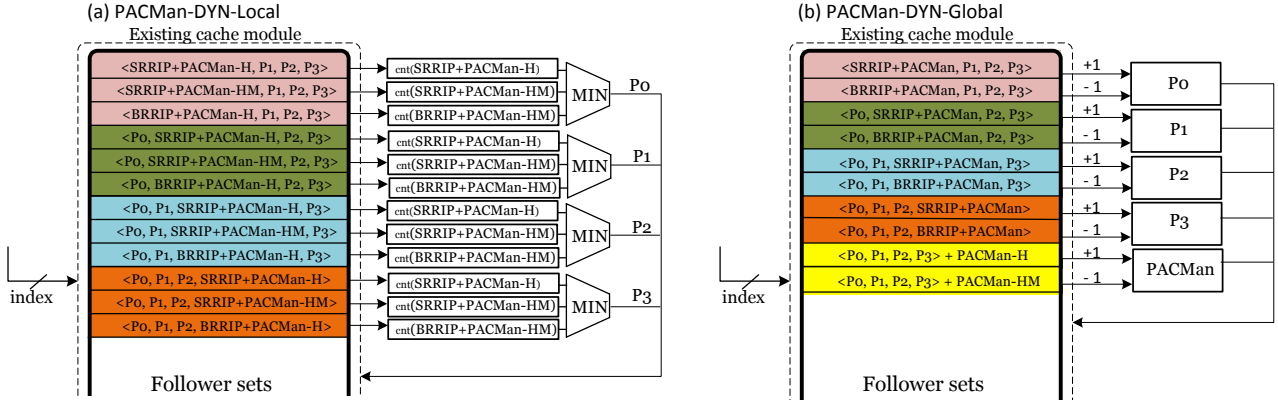 (a) PACMan-DYN-Local
Existing cache module
<SRRIP+PACMan-H, P1, P2, P3>
<SRRIP+PACMan-HM, P1, P2, P3>
<BRRIP+PACMan-H, P1, P2, P3>
<P0, SRRIP+PACMan-H, P2, P3>
<P0, SRRIP+PACMan-HM, P2, P3>
<P0, BRRIP+PACMan-H, P2, P3>
<P0, P1, SRRIP+PACMan-H, P3>
<P0, P1, SRRIP+PACMan-HM, P3>
<P0, P1, BRRIP+PACMan-H, P3>
<P0, P1, P2, SRRIP+PACMan-H>
<P0, P1, P2, SRRIP+PACMan-HM>
<P0, P1, P2, BRRIP+PACMan-H>
Follower sets
index
cnt(SRRIP+PACMan-H)
cnt(SRRIP+PACMan-HM)
cnt(BRRIP+PACMan-HM)
MIN
P0
cnt(SRRIP+PACMan-H)
cnt(SRRIP+PACMan-HM)
cnt(BRRIP+PACMan-HM)
MIN
P1
cnt(SRRIP+PACMan-H)
cnt(SRRIP+PACMan-HM)
cnt(BRRIP+PACMan-HM)
MIN
P2
cnt(SRRIP+PACMan-H)
cnt(SRRIP+PACMan-HM)
cnt(BRRIP+PACMan-HM)
MIN
P3
(b) PACMan-DYN-Global
Existing cache module
<SRRIP+PACMan, P1, P2, P3>
<BRRIP+PACMan, P1, P2, P3>
<P0, SRRIP+PACMan, P2, P3>
<P0, BRRIP+PACMan, P2, P3>
<P0, P1, SRRIP+PACMan, P3>
<P0, P1, BRRIP+PACMan, P3>
<P0, P1, P2, SRRIP+PACMan>
<P0, P1, P2, BRRIP+PACMan>
<P0, P1, P2, P3> + PACMan-H
<P0, P1, P2, P3> + PACMan-HM
Follower sets
index
+1
- 1
P0
+1
- 1
P1
+1
- 1
P2
+1
- 1
P3
+1
- 1
PACMan